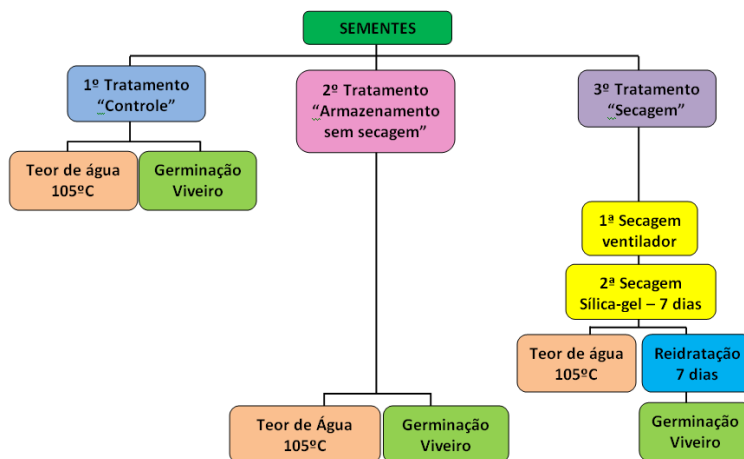 SEMENTES
1º Tratamento
“Controle”
2º Tratamento
“Armazenamento
sem secagem”
3º Tratamento
“Secagem”
Teor de água
105ºC
Germinação
Viveiro
1ª Secagem
ventilador
2ª Secagem
Sílica-gel – 7 dias
Teor de água
105ºC
Reidratação
7 dias
Teor de Água
105ºC
Germinação
Viveiro
Germinação
Viveiro